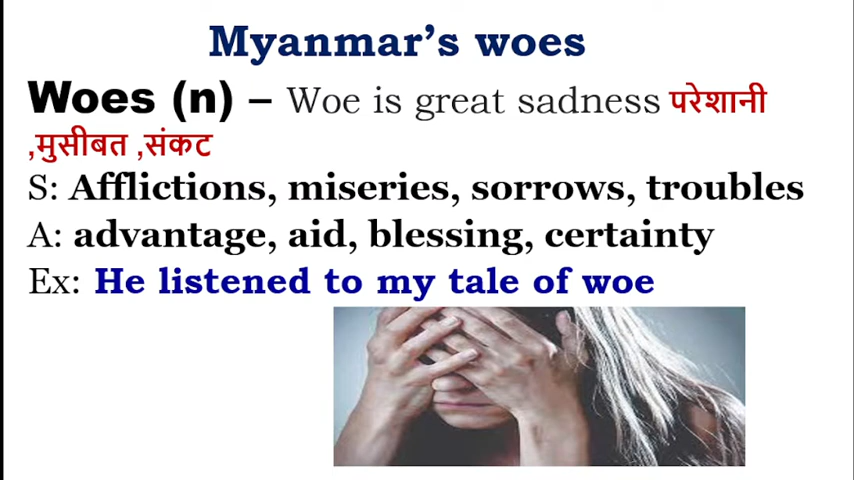 Myanmar’s woes
Woes (n) – Woe is great sadness परेशानी
,मुसीबत ,संकट
S: Afflictions, miseries, sorrows, troubles
A: advantage, aid, blessing, certainty
Ex: He listened to my tale of woe